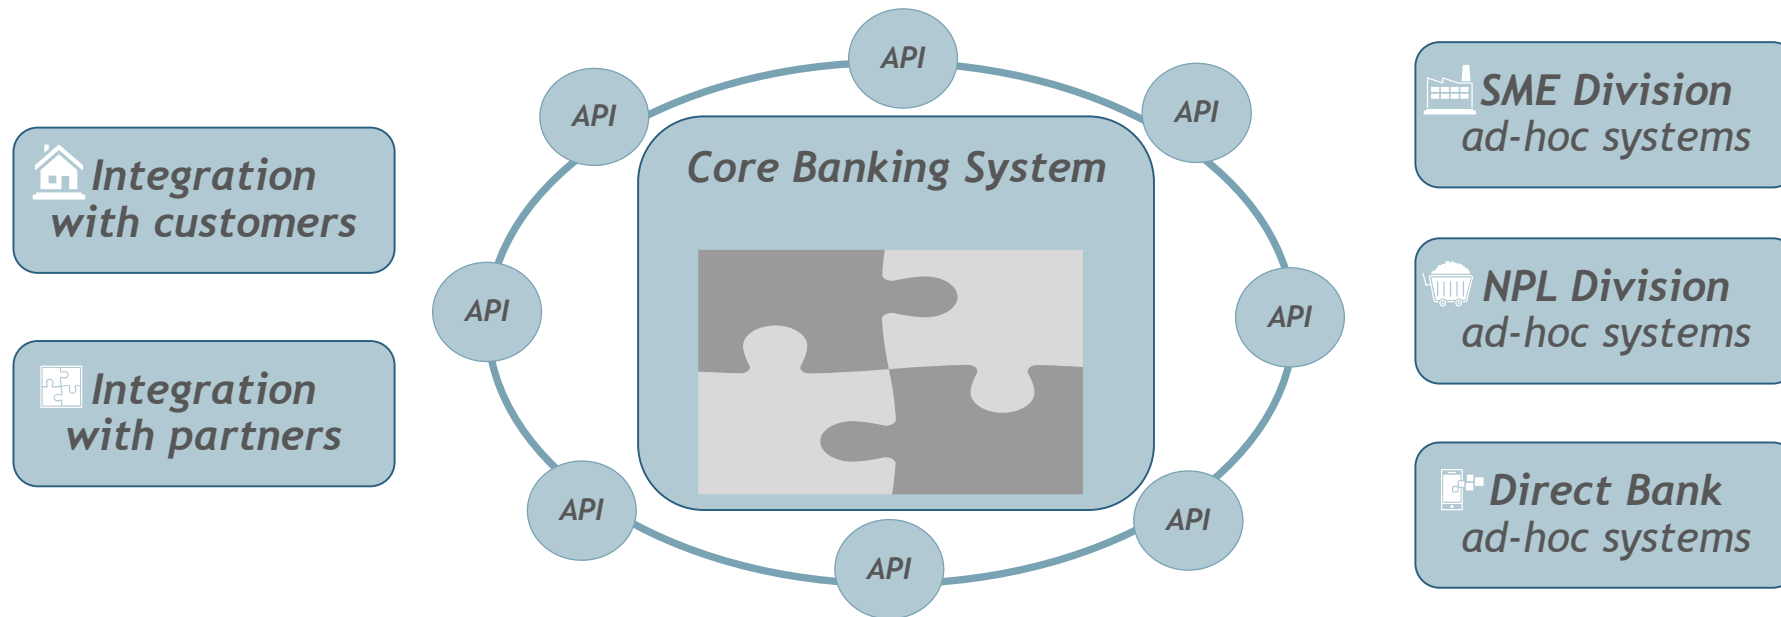 Integration
with customers
Integration
with partners
API
API
API
API
API
API
API
API
Core Banking System
SME Division
ad-hoc systems
NPL Division
ad-hoc systems
Direct Bank
ad-hoc systems